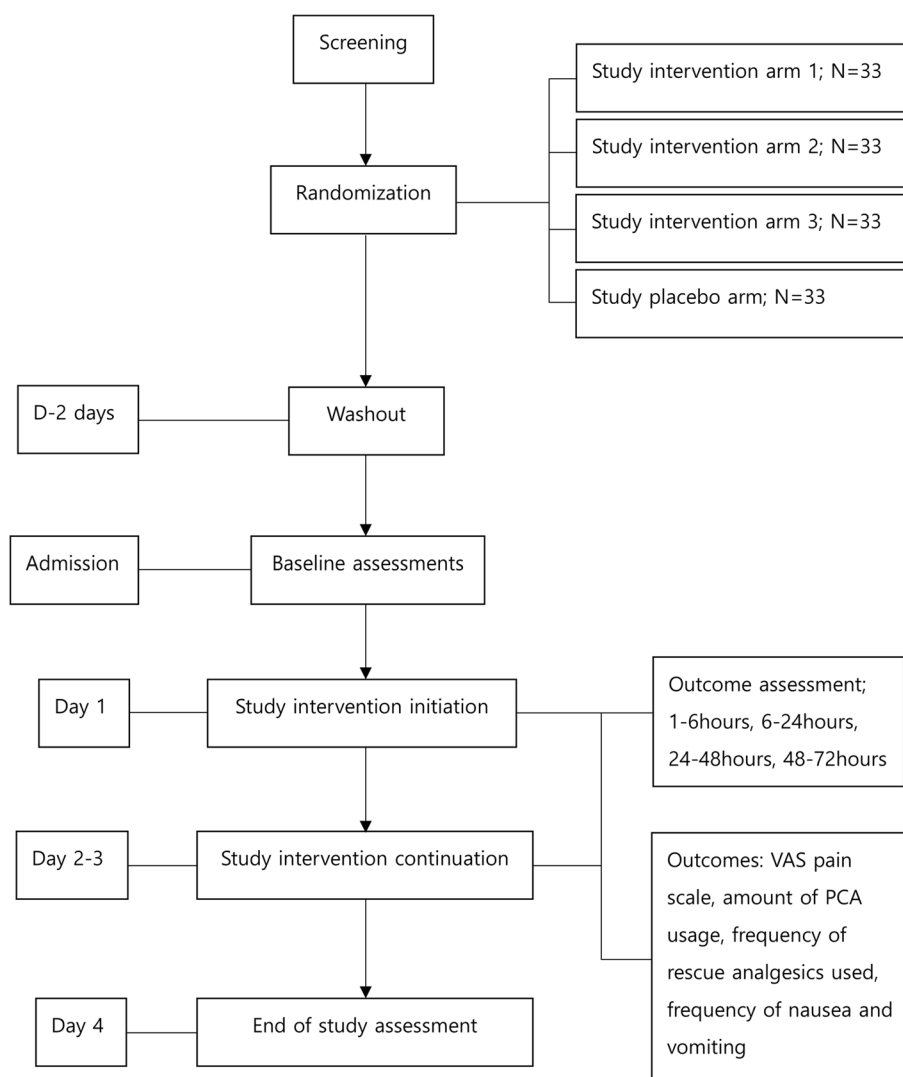 Screening
Study intervention arm 1; N=33
Study intervention arm 2; N=33
Randomization
Study intervention arm 3; N=33
Study placebo arm; N=33
D-2 days
Washout
Admission
Baseline assessments
Day 1
Study intervention initiation
Outcome assessment;
1-6hours, 6-24hours,
24-48hours, 48-72hours
Day 2-3
Study intervention continuation
Outcomes: VAS pain
scale, amount of PCA
usage, frequency of
rescue analgesics used,
frequency of nausea and
vomiting
Day 4
End of study assessment